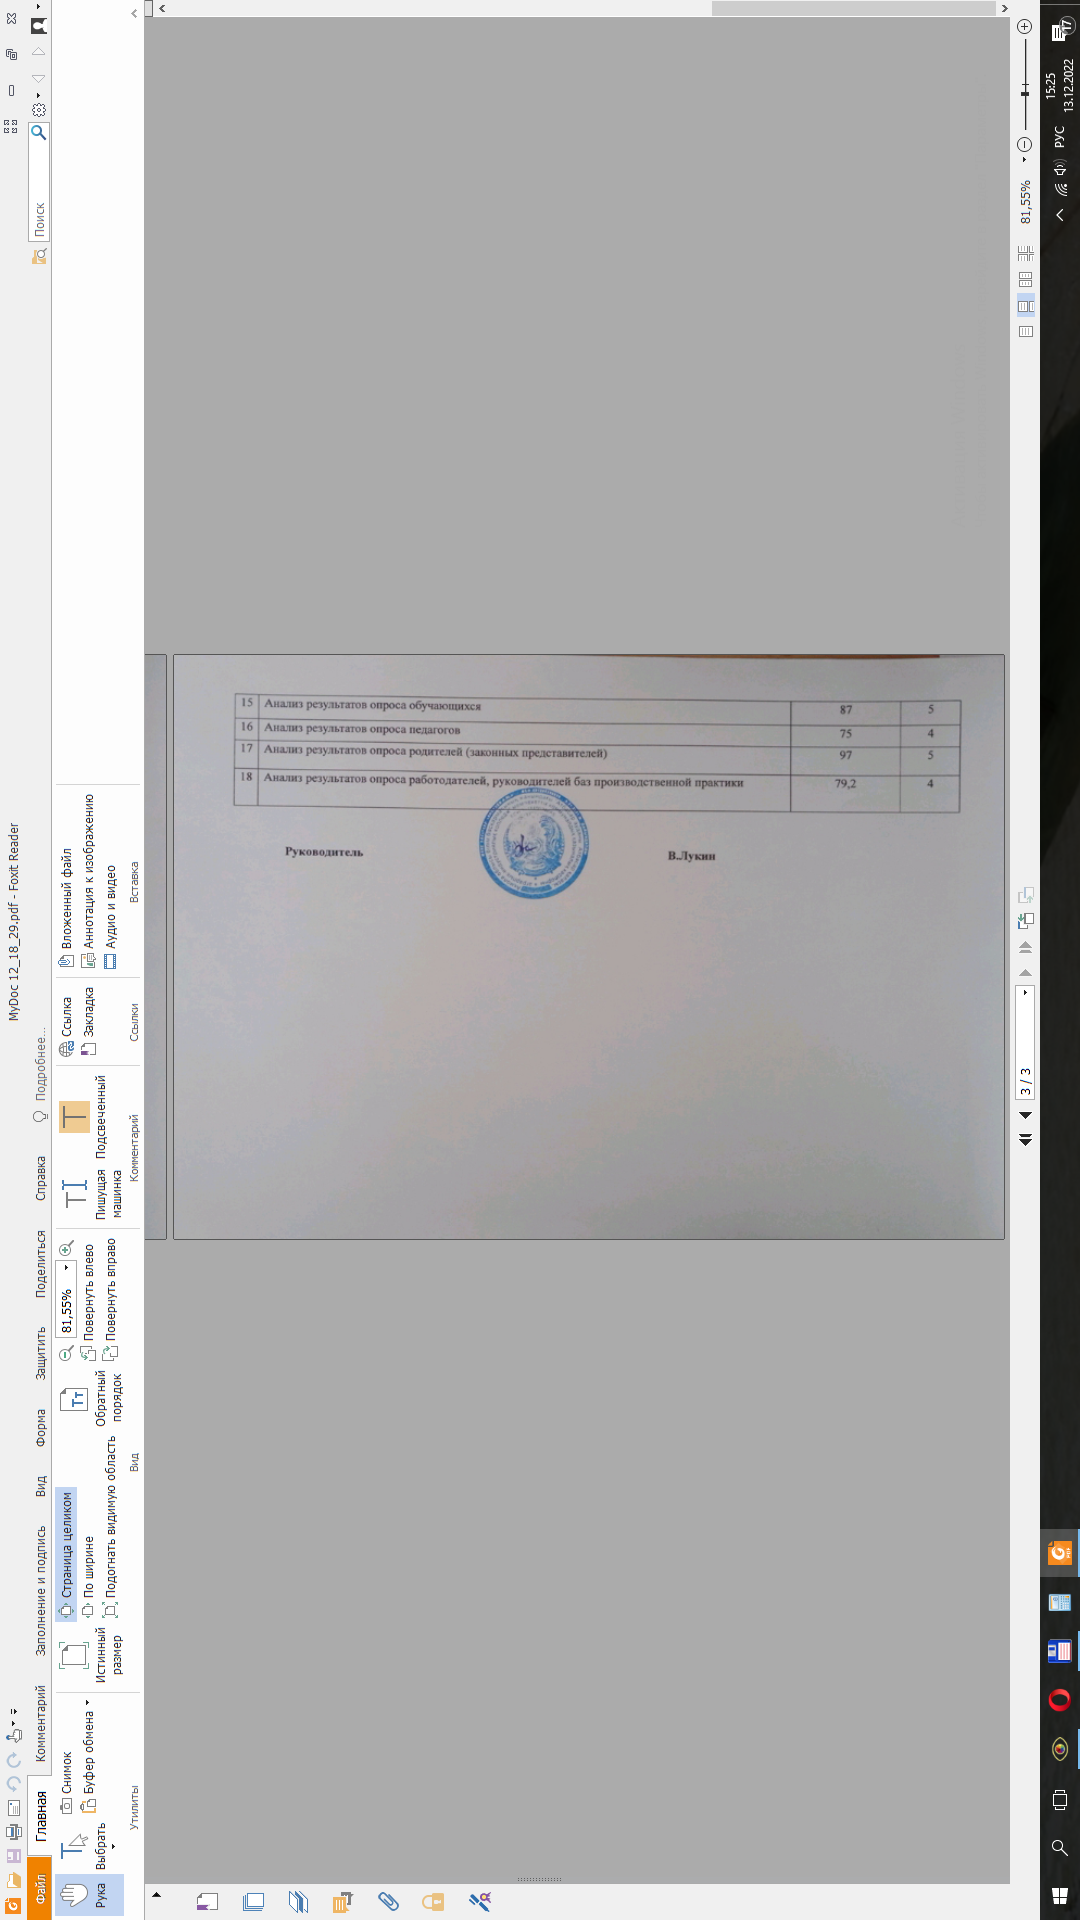 MyDoc 12_18_29.pdf - Foxit Reader
Файл Главная Комментарий Заполнение и подпись Вид Форма Защитить Поделиться Справка Подробнее... Поиск
Рука
Выбрать
Снимок
Буфер обмена
Утилиты
Истинный размер
Страница целиком
По ширине
Подогнать видимую область
Обратный порядок
81,55%
Повернуть влево
Повернуть вправо
Вид
Пишущая машинка
Подсвеченный
Комментарий
Ссылка
Закладка
Ссылки
Вложенный файл
Аннотация к изображению
Аудио и видео
Вставка
15 Анализ результатов опроса обучающихся 87 5
16 Анализ результатов опроса педагогов 75 4
17 Анализ результатов опроса родителей (законных представителей) 97 5
18 Анализ результатов опроса работодателей, руководителей баз производственной практики 79,2 4
Руководитель В.Лукин
3 / 3
81,55%
РУС
15:25
13.12.2022
17